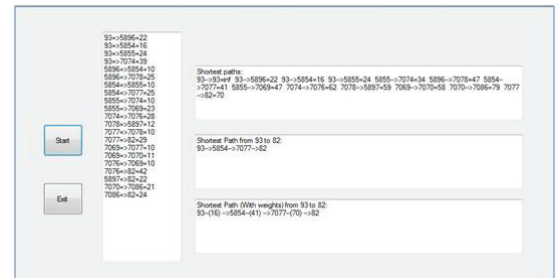 Start
Exit
93=>5896=22
93=>5854=16
93=>5855=24
93=>7074=39
5896=>5854=10
5896=>7078=25
5854=>5855=10
5854=>7077=25
5855=>7074=10
5855=>7069=23
7074=>7076=28
7078=>5897=12
7077=>7078=10
7077=>82=29
7069=>7077=10
7069=>7070=11
7076=>7069=10
7076=>82=42
5897=>82=22
7070=>7086=21
7086=>82=24
Shortest paths:
93-->93=inf 93-->5896=22 93-->5854=16 93-->5855=24 5855-->7074=34 5896-->7078=47 5854-
->7077=41 5855-->7069=47 7074-->7076=62 7078-->5897=59 7069-->7070=58 7070-->7086=79 7077
-->82=70
Shortest Path from 93 to 82:
93-->5854-->7077-->82
Shortest Path (With weights) from 93 to 82:
93--(16) -->5854--(41) -->7077--(70) -->82